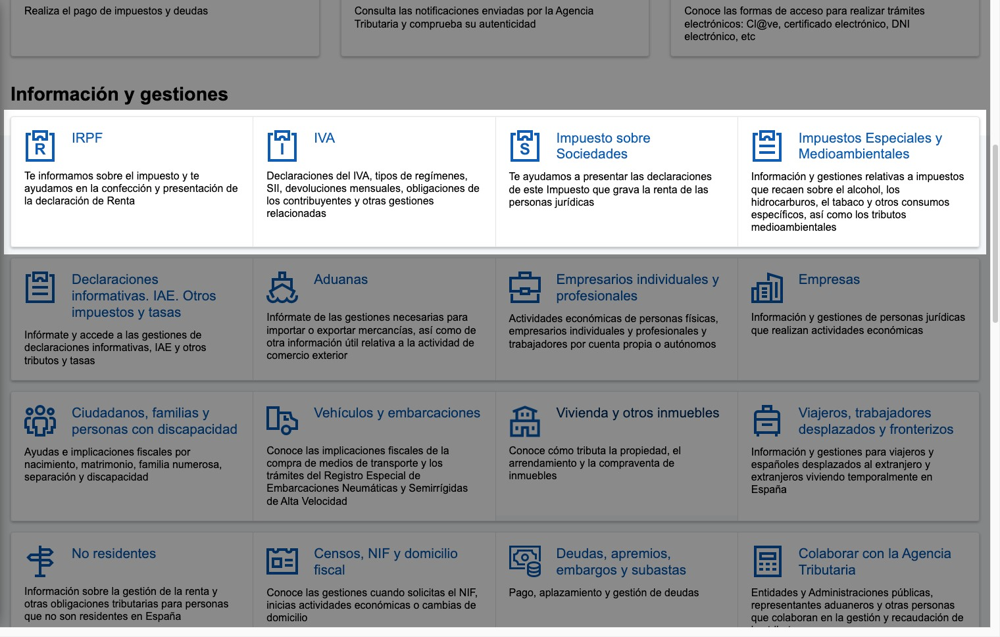 Realiza el pago de impuestos y deudas
Consulta las notificaciones enviadas por la Agencia
Tributaria y comprueba su autenticidad
Conoce las formas de acceso para realizar trámites
electrónicos: Cl@ve, certificado electrónico, DNI
electrónico, etc
Información y gestiones
R
IRPF
Te informamos sobre el impuesto y te
ayudamos en la confección y presentación de
la declaración de Renta
I
IVA
Declaraciones del IVA, tipos de regímenes,
SII, devoluciones mensuales, obligaciones de
los contribuyentes y otras gestiones
relacionadas
S
Impuesto sobre
Sociedades
Te ayudamos a presentar las declaraciones
de este Impuesto que grava la renta de las
personas jurídicas
Impuestos Especiales y
Medioambientales
Información y gestiones relativas a impuestos
que recaen sobre el alcohol, los
hidrocarburos, el tabaco y otros consumos
específicos, así como los tributos
medioambientales
Declaraciones
informativas. IAE. Otros
impuestos y tasas
Infórmate y accede a las gestiones de
declaraciones informativas, IAE y otros
tributos y tasas
Aduanas
Infórmate de las gestiones necesarias para
importar o exportar mercancías, así como de
otra información útil relativa a la actividad de
comercio exterior
Empresarios individuales y
profesionales
Actividades económicas de personas físicas,
empresarios individuales y profesionales y
trabajadores por cuenta propia o autónomos
Empresas
Información y gestiones de personas jurídicas
que realizan actividades económicas
Ciudadanos, familias y
personas con discapacidad
Ayudas e implicaciones fiscales por
nacimiento, matrimonio, familia numerosa,
separación y discapacidad
Vehículos y embarcaciones
Conoce las implicaciones fiscales de la
compra de medios de transporte y los
trámites del Registro Especial de
Embarcaciones Neumáticas y Semirrígidas
de Alta Velocidad
Vivienda y otros inmuebles
Conoce cómo tributa la propiedad, el
arrendamiento y la compraventa de
inmuebles
Viajeros, trabajadores
desplazados y fronterizos
Información y gestiones para viajeros y
españoles desplazados al extranjero y
extranjeros viviendo temporalmente en
España
No residentes
Información sobre la gestión de la renta y
otras obligaciones tributarias para personas
que no son residentes en España
Censos, NIF y domicilio
fiscal
Conoce las gestiones cuando solicitas el NIF,
inicias actividades económicas o cambias de
domicilio
Deudas, apremios,
embargos y subastas
Pago, aplazamiento y gestión de deudas
Colaborar con la Agencia
Tributaria
Entidades y Administraciones públicas,
representantes aduaneros y otras personas
que colaboran en la gestión y recaudación de